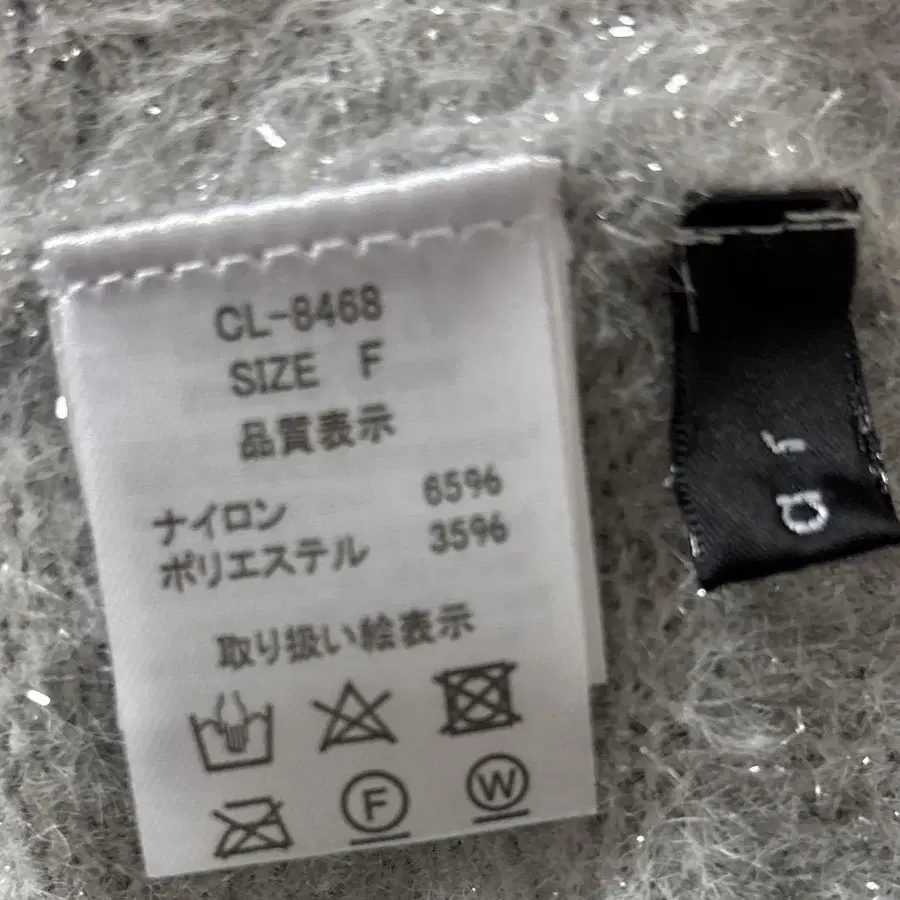 CL-8468
SIZE F
品質表示
ナイロン 65%
ポリエステル 35%
取り扱い絵表示
F W